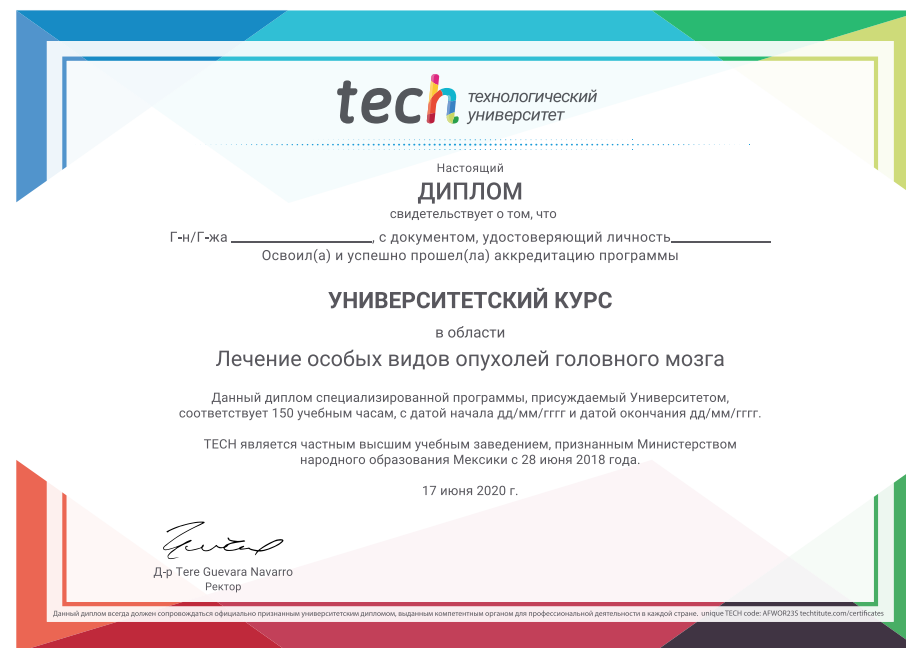 tech технологический
университет
Настоящий
ДИПЛОМ
свидетельствует о том, что
Г-н/Г-жа , с документом, удостоверяющий личность
Освоил(а) и успешно прошел(ла) аккредитацию программы
УНИВЕРСИТЕТСКИЙ КУРС
в области
Лечение особых видов опухолей головного мозга
Данный диплом специализированной программы, присуждаемый Университетом,
соответствует 150 учебным часам, с датой начала дд/мм/гггг и датой окончания дд/мм/гггг.
TECH является частным высшим учебным заведением, признанным Министерством
народного образования Мексики с 28 июня 2018 года.
17 июня 2020 г.
Д-р Tere Guevara Navarro
Ректор
Данный диплом всегда должен сопровождаться официально признанным университетским дипломом, выданным компетентным органом для профессиональной деятельности в каждой стране. unique TECH code: AFWOR23S techtitute.com/certificates